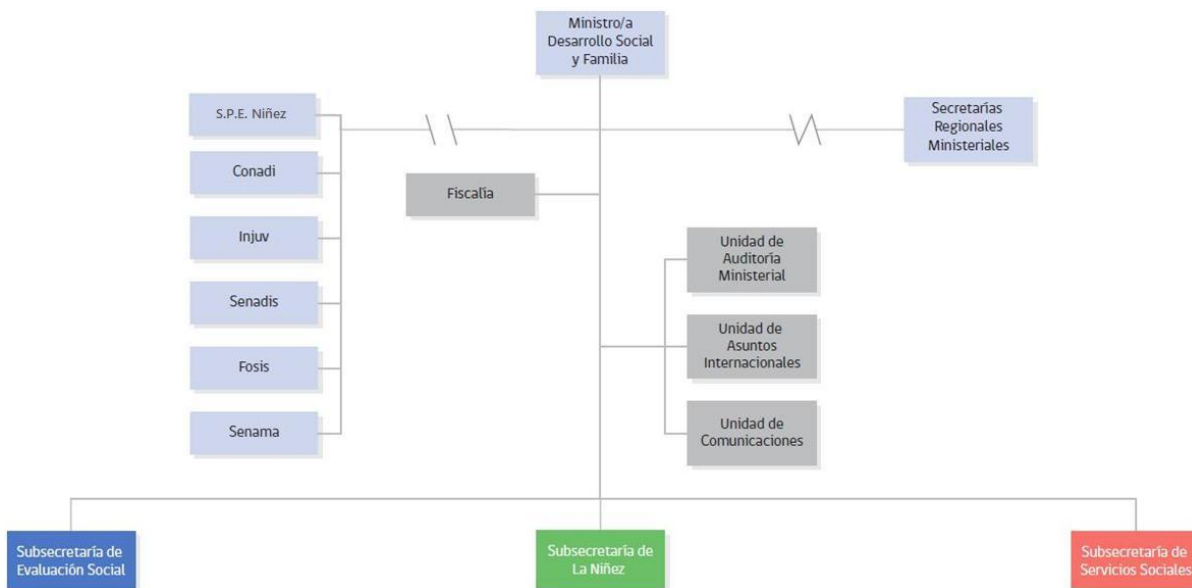 Ministro/a
Desarrollo Social
y Familia
S.P.E. Niñez
Conadi
Injuv
Senadis
Fosis
Senama
Secretarías
Regionales
Ministeriales
Fiscalía
Unidad de
Auditoría
Ministerial
Unidad de
Asuntos
Internacionales
Unidad de
Comunicaciones
Subsecretaría de
Evaluación Social
Subsecretaría de
La Niñez
Subsecretaría de
Servicios Sociales